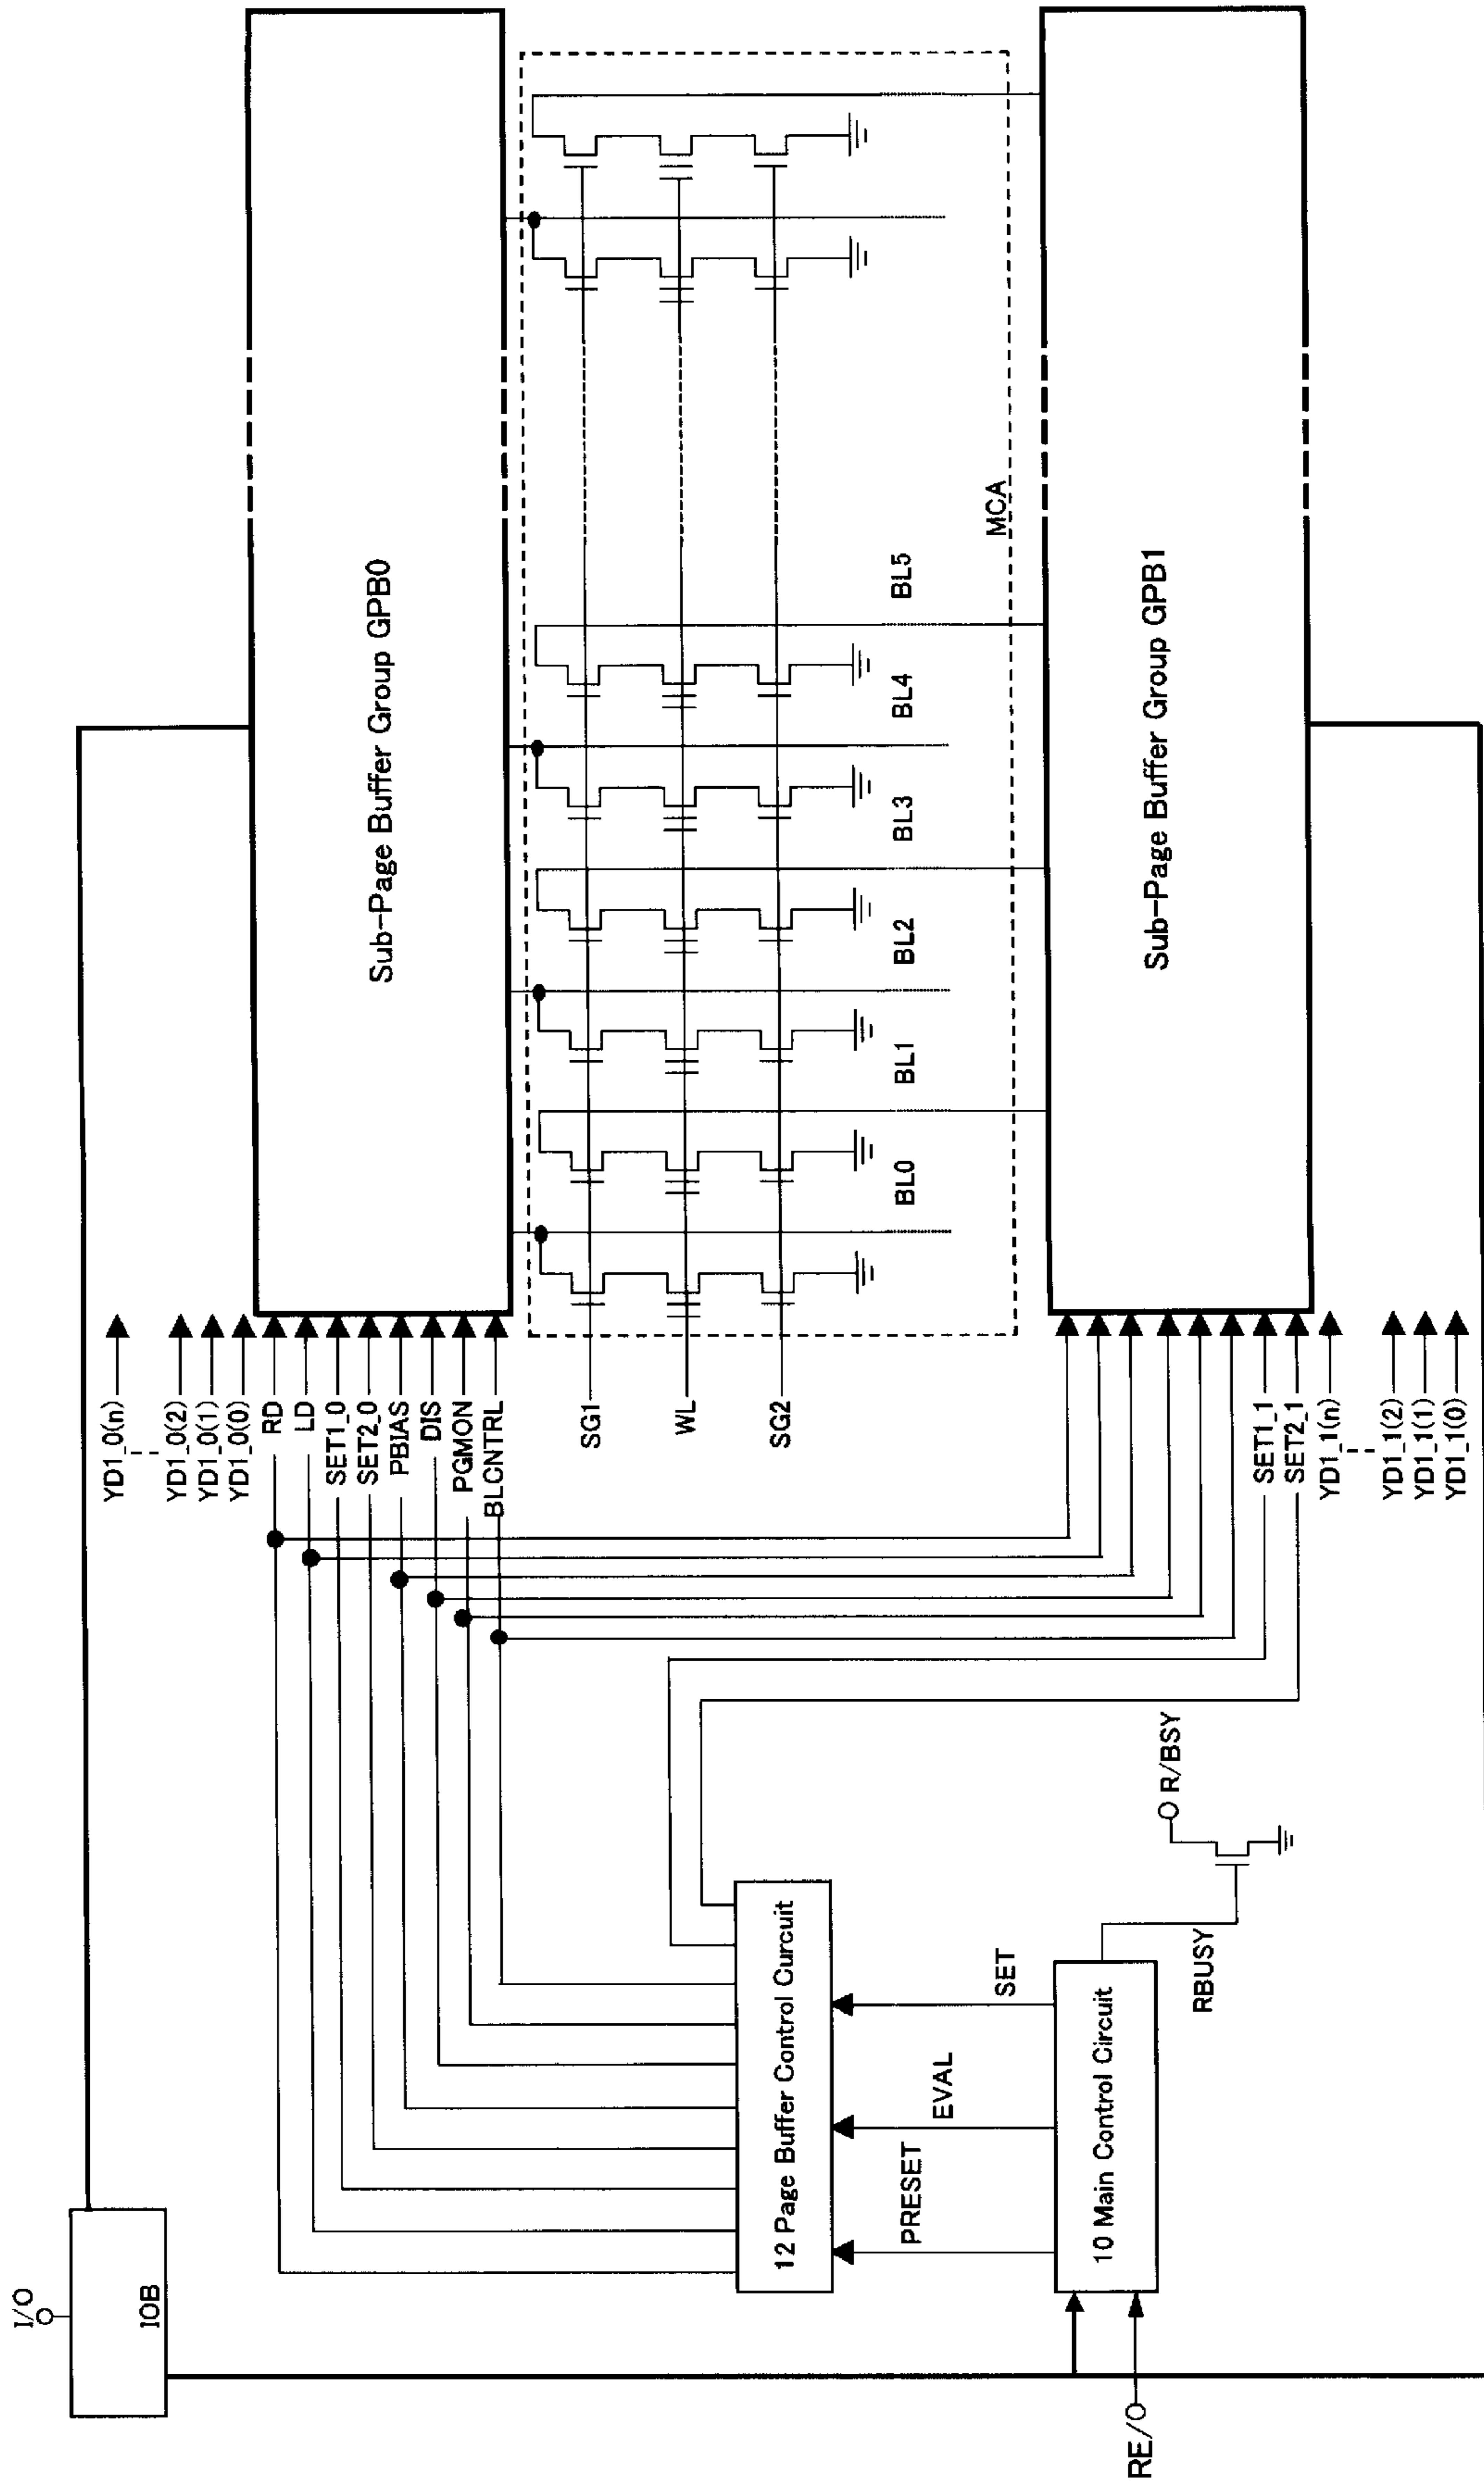 I/O
IOB
YD1_0(n)
YD1_0(2)
YD1_0(1)
YD1_0(0)
RD
LD
SET1_0
SET2_0
PBIAS
DIS
PGMON
BLCNTRL
Sub-Page Buffer Group GPB0
SG1
WL
SG2
BL0
BL1
BL2
BL3
BL4
BL5
MCA
Sub-Page Buffer Group GPB1
SET1_1
SET2_1
YD1_1(n)
YD1_1(2)
YD1_1(1)
YD1_1(0)
12 Page Buffer Control Curcuit
PRESET
EVAL
SET
10 Main Control Circuit
RBUSY
R/BSY
RE/O